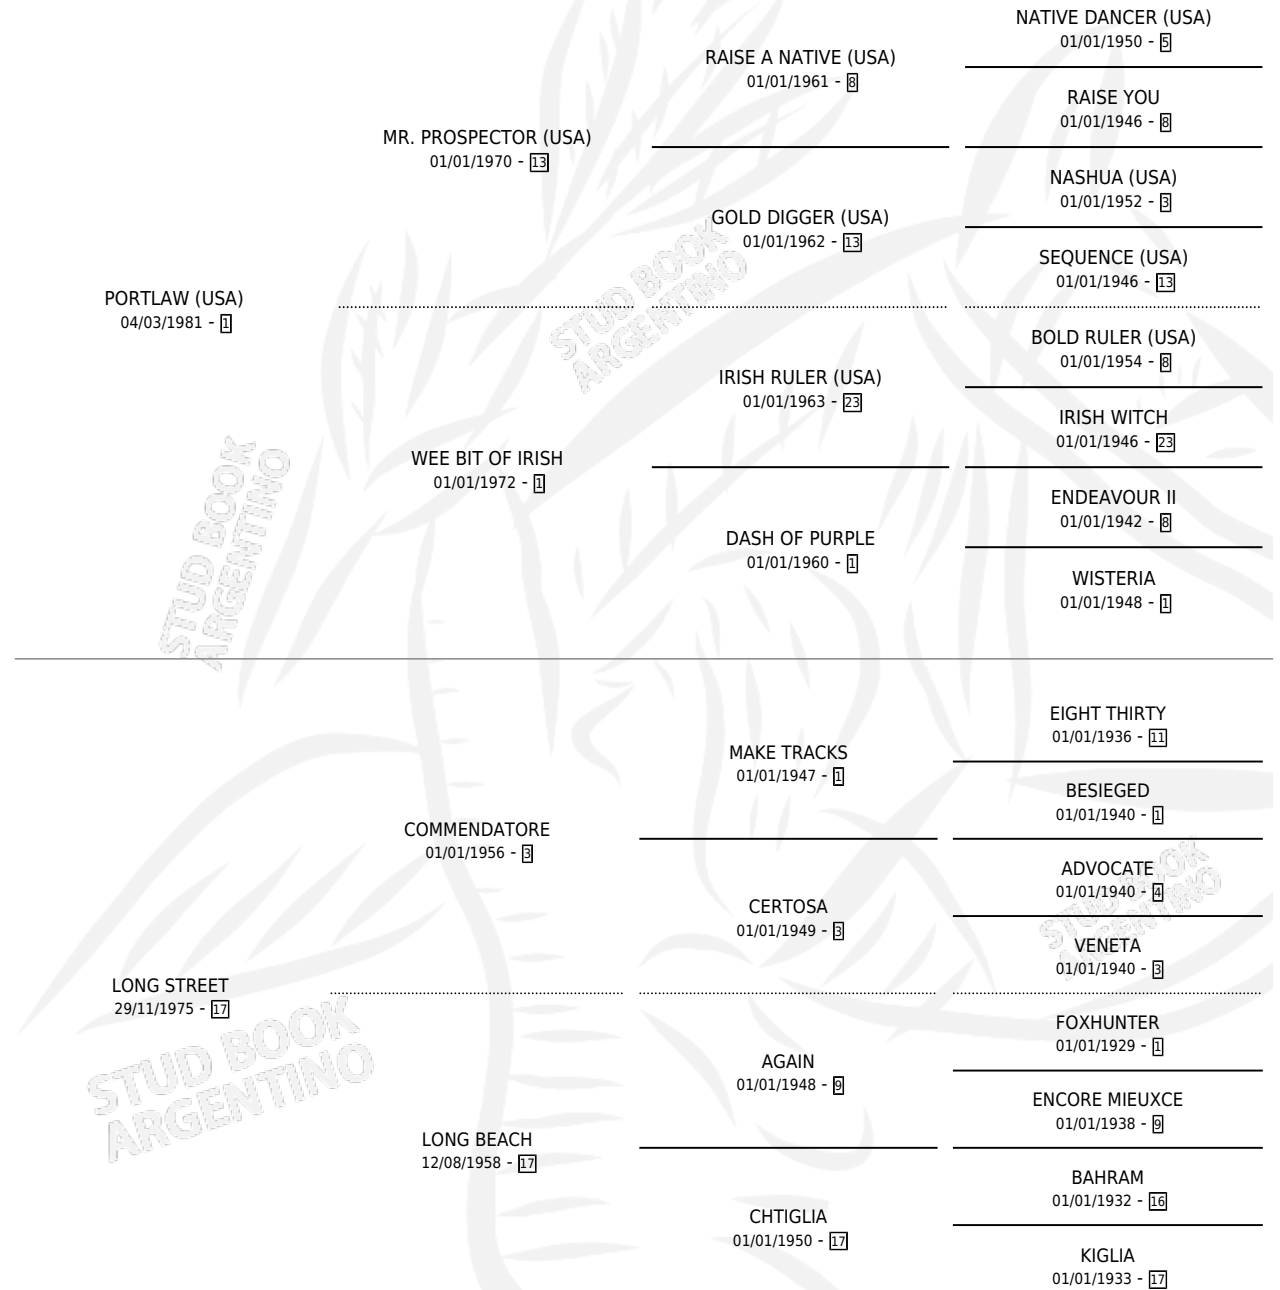 NATIVE DANCER (USA)
01/01/1950 - 5
RAISE A NATIVE (USA)
01/01/1961 - 8
RAISE YOU
01/01/1946 - 8
MR. PROSPECTOR (USA)
01/01/1970 - 13
NASHUA (USA)
01/01/1952 - 3
GOLD DIGGER (USA)
01/01/1962 - 13
SEQUENCE (USA)
01/01/1946 - 13
PORTLAW (USA)
04/03/1981 - 1
STUD BOOK
ARGENTINO
BOLD RULER (USA)
01/01/1954 - 8
IRISH RULER (USA)
01/01/1963 - 23
IRISH WITCH
01/01/1946 - 23
WEE BIT OF IRISH
01/01/1972 - 1
ENDEAVOUR II
01/01/1942 - 8
DASH OF PURPLE
01/01/1960 - 1
WISTERIA
01/01/1948 - 1
STUD BOOK
ARGENTINO
EIGHT THIRTY
01/01/1936 - 11
MAKE TRACKS
01/01/1947 - 1
BESIEGED
01/01/1940 - 1
COMMENDATORE
01/01/1956 - 3
ADVOCATE
01/01/1940 - 4
CERTOSA
01/01/1949 - 3
VENETA
01/01/1940 - 3
STUD BOOK
ARGENTINO
LONG STREET
29/11/1975 - 17
STUD BOOK
ARGENTINO
FOXHUNTER
01/01/1929 - 1
AGAIN
01/01/1948 - 9
ENCORE MIEUXCE
01/01/1938 - 9
LONG BEACH
12/08/1958 - 17
BAHRAM
01/01/1932 - 16
CHTIGLIA
01/01/1950 - 17
KIGLIA
01/01/1933 - 17